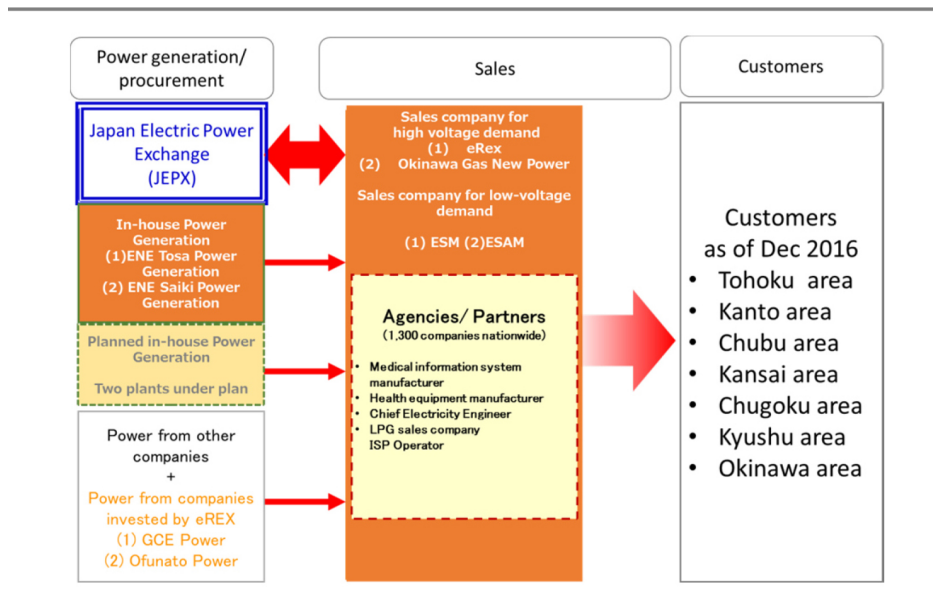 Power generation/
procurement
Sales
Customers
Japan Electric Power
Exchange
(JEPX)
In-house Power
Generation
(1)ENE Tosa Power
Generation
(2) ENE Saiki Power
Generation
Planned in-house Power
Generation
Two plants under plan
Power from other
companies
+
Power from companies
invested by eREX
(1) GCE Power
(2) Ofunato Power
Sales company for
high voltage demand
(1) eRex
(2) Okinawa Gas New Power
Sales company for low-voltage
demand
(1) ESM (2)ESAM
Agencies/ Partners
(1,300 companies nationwide)
• Medical information system
manufacturer
• Health equipment manufacturer
• Chief Electricity Engineer
• LPG sales company
ISP Operator
Customers
as of Dec 2016
• Tohoku area
• Kanto area
• Chubu area
• Kansai area
• Chugoku area
• Kyushu area
• Okinawa area